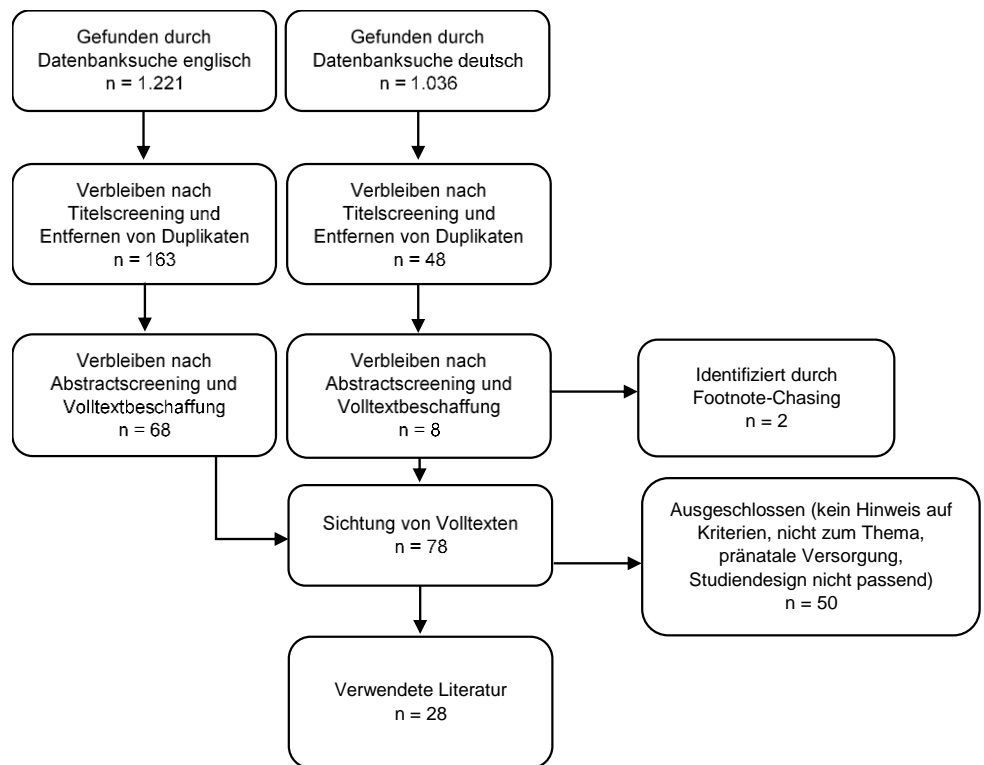 Gefunden durch
Datenbanksuche englisch
n = 1.221
Gefunden durch
Datenbanksuche deutsch
n = 1.036
Verbleiben nach
Titelscreening und
Entfernen von Duplikaten
n = 163
Verbleiben nach
Titelscreening und
Entfernen von Duplikaten
n = 48
Verbleiben nach
Abstractscreening und
Volltextbeschaffung
n = 68
Verbleiben nach
Abstractscreening und
Volltextbeschaffung
n = 8
Identifiziert durch
Footnote-Chasing
n = 2
Sichtung von Volltexten
n = 78
Ausgeschlossen (kein Hinweis auf
Kriterien, nicht zum Thema,
pränatale Versorgung,
Studiendesign nicht passend)
n = 50
Verwendete Literatur
n = 28